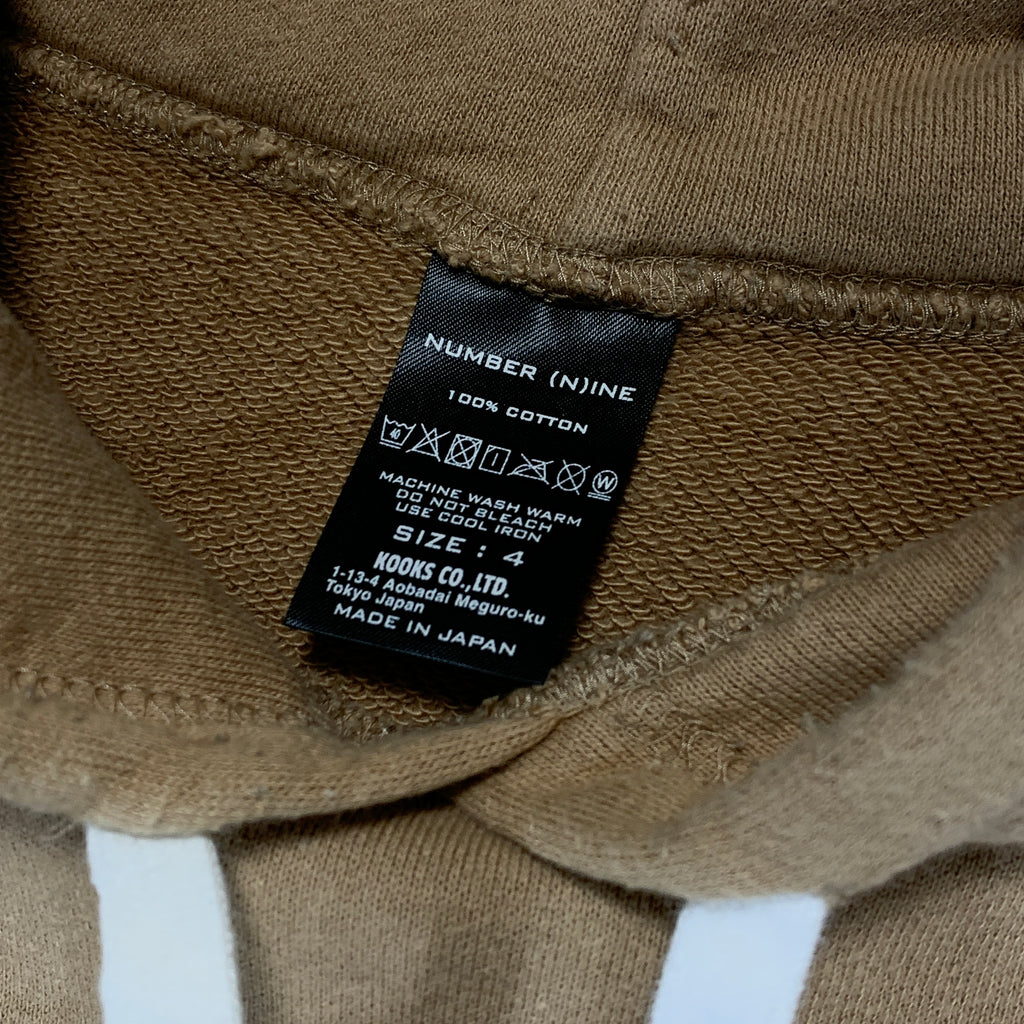 NUMBER (N)INE
100% COTTON
40
W
MACHINE WASH WARM
DO NOT BLEACH
USE COOL IRON
SIZE : 4
KOOKS CO.,LTD.
1-13-4 Aobadai Meguro-ku
Tokyo Japan
MADE IN JAPAN